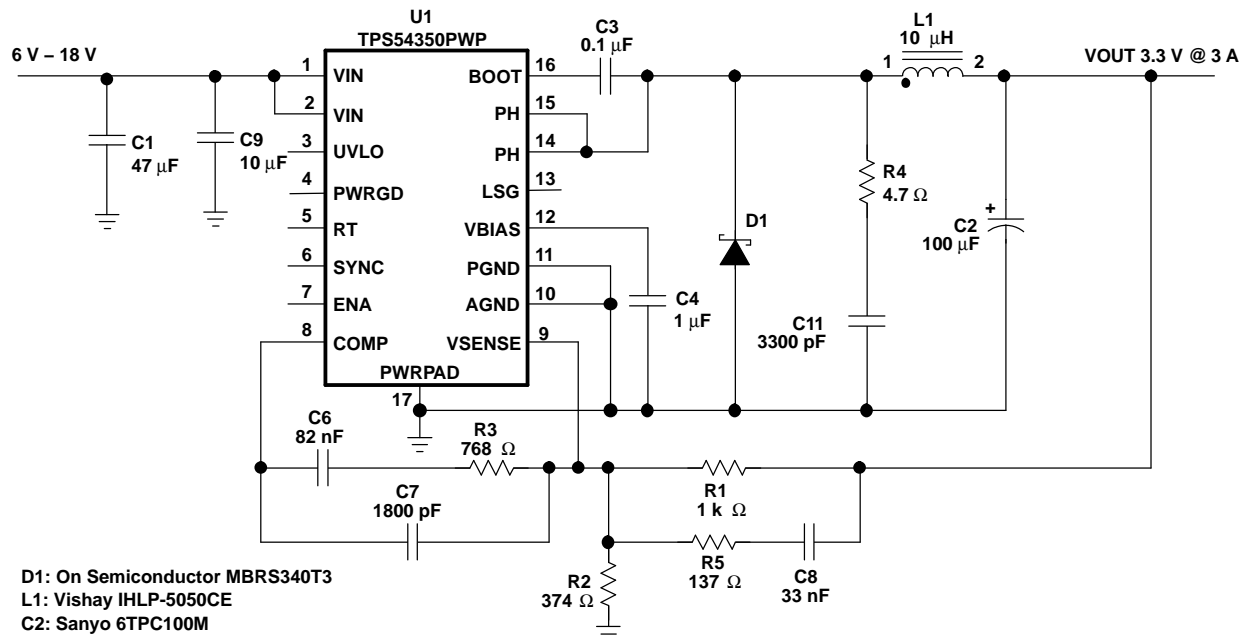 U1
TPS54350PWP
6 V – 18 V
C3
0.1 μF
L1
10 μH
1 2
VOUT 3.3 V @ 3 A
1 VIN
2 VIN
3 UVLO
4 PWRGD
5 RT
6 SYNC
7 ENA
8 COMP
BOOT 16
PH 15
PH 14
LSG 13
VBIAS 12
PGND 11
AGND 10
VSENSE 9
PWRPAD
17
C1
47 μF
C9
10 μF
D1
R4
4.7 Ω
C2
100 μF
+
C4
1 μF
C11
3300 pF
C6
82 nF
R3
768 Ω
C7
1800 pF
R1
1 k Ω
R5
137 Ω
C8
33 nF
R2
374 Ω
D1: On Semiconductor MBRS340T3
L1: Vishay IHLP-5050CE
C2: Sanyo 6TPC100M